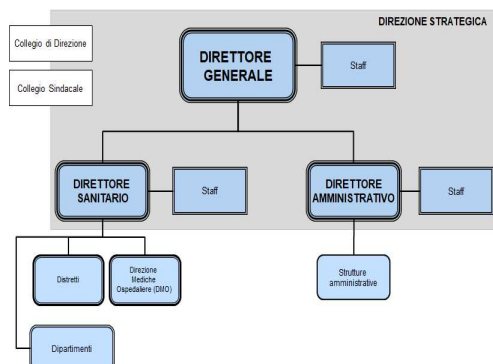 DIREZIONE STRATEGICA
Collegio di Direzione
Collegio Sindacale
DIRETTORE
GENERALE
Staff
DIRETTORE
SANITARIO
Staff
DIRETTORE
AMMINISTRATIVO
Staff
Distretti
Direzione
Mediche
Ospedaliere (DMO)
Strutture
amministrative
Dipartimenti